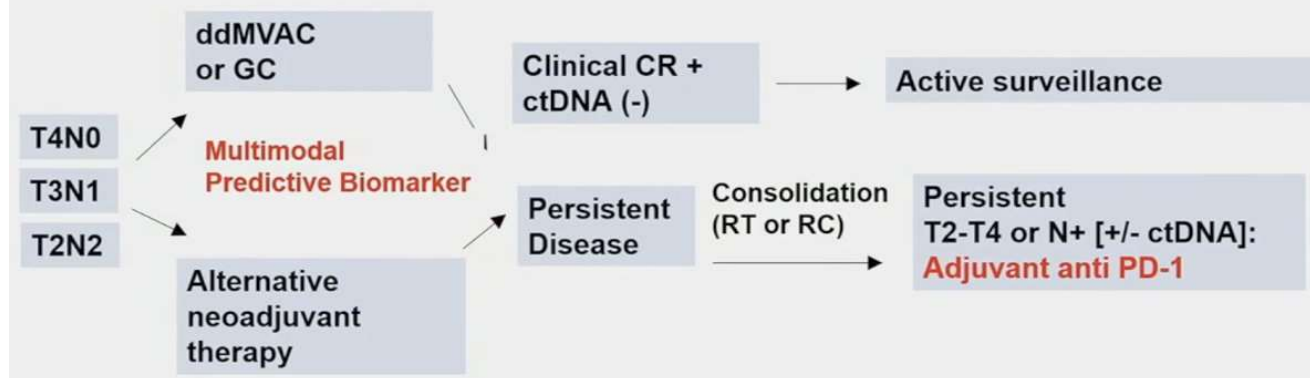 T4N0
T3N1
T2N2
ddMVAC
or GC
Multimodal
Predictive Biomarker
Alternative
neoadjuvant
therapy
Clinical CR +
ctDNA (-)
Active surveillance
Persistent
Disease
Consolidation
(RT or RC)
Persistent
T2-T4 or N+ [+/- ctDNA]:
Adjuvant anti PD-1